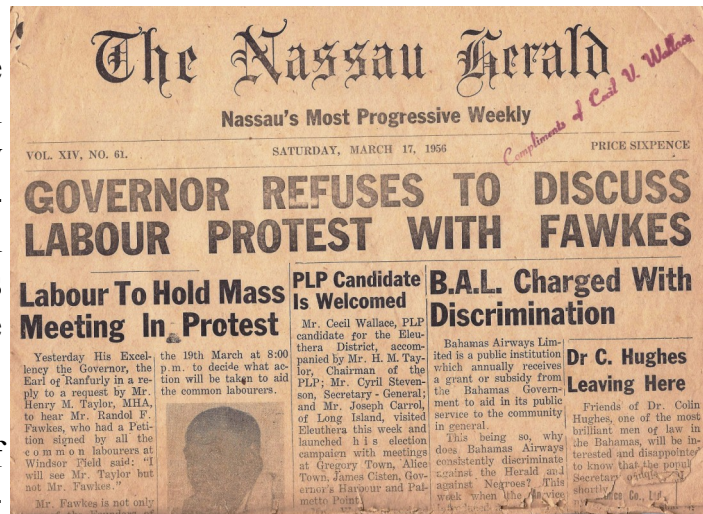 The Nassau Herald
Nassau's Most Progressive Weekly
Compliments of Cecil V. Wallace
VOL. XIV, NO. 61.
SATURDAY, MARCH 17, 1956
PRICE SIXPENCE
GOVERNOR REFUSES TO DISCUSS
LABOUR PROTEST WITH FAWKES
Labour To Hold Mass
Meeting In Protest
Yesterday His Excel-
lency the Governor, the
Earl of Ranfurly in a re-
ply to a request by Mr.
Henry M. Taylor, MHA,
to hear Mr. Randol F.
Fawkes, who had a Peti-
tion signed by all the
common labourers at
Windsor Field said: "I
will see Mr. Taylor but
not Mr. Fawkes."
Mr. Fawkes is not only
the 19th March at 8:00
p.m. to decide what ac-
tion will be taken to aid
the common labourers.
PLP Candidate
Is Welcomed
Mr. Cecil Wallace, PLP
candidate for the Eleu-
thera District, accom-
panied by Mr. H. M. Tay-
lor, Chairman of the
PLP; Mr. Cyril Steven-
son, Secretary - General;
and Mr. Joseph Carrol,
of Long Island, visited
Eleuthera this week and
launched his election
campaign with meetings
at Gregory Town, Alice
Town, James Cisten, Gov-
ernor's Harbour and Pal-
metto Point.
B.A.L. Charged With
Discrimination
Bahamas Airways Lim-
ited is a public institution
which annually receives
a grant or subsidy from
the Bahamas Govern-
ment to aid in its public
service to the community
in general.
This being so, why
does Bahamas Airways
consistently discriminate
against the Herald and
against Negroes? This
week when the
Dr C. Hughes
Leaving Here
Friends of Dr. Colin
Hughes, one of the most
brilliant men of law in
the Bahamas, will be in-
terested and disappointed
to know that the
Secretary
shortly